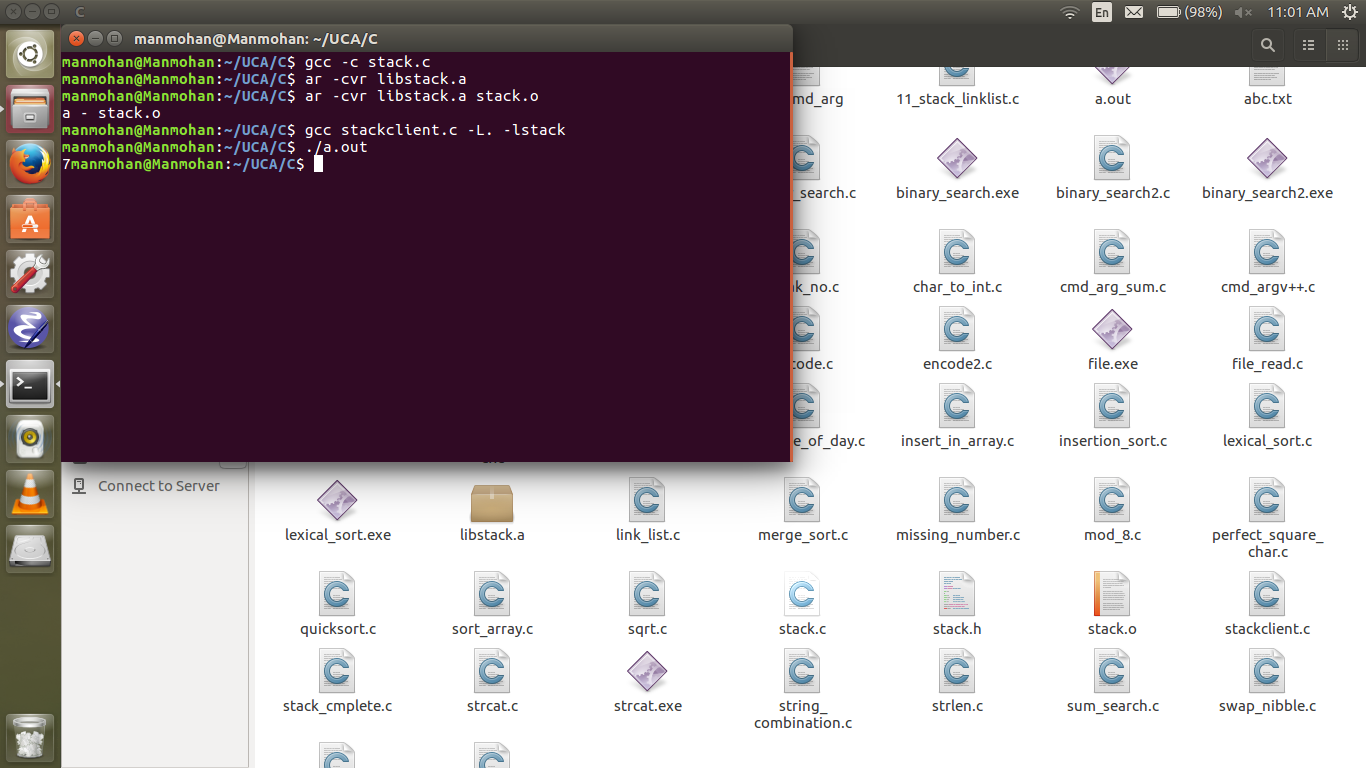 C
En
(98%)
11:01 AM
manmohan@Manmohan: ~/UCA/C
manmohan@Manmohan:~/UCA/C$ gcc -c stack.c
manmohan@Manmohan:~/UCA/C$ ar -cvr libstack.a
manmohan@Manmohan:~/UCA/C$ ar -cvr libstack.a stack.o
a - stack.o
manmohan@Manmohan:~/UCA/C$ gcc stackclient.c -L. -lstack
manmohan@Manmohan:~/UCA/C$ ./a.out
7manmohan@Manmohan:~/UCA/C$
md_arg 11_stack_linklist.c a.out abc.txt
_search.c binary_search.exe binary_search2.c binary_search2.exe
k_no.c char_to_int.c cmd_arg_sum.c cmd_argv++.c
code.c encode2.c file.exe file_read.c
e_of_day.c insert_in_array.c insertion_sort.c lexical_sort.c
Connect to Server
lexical_sort.exe libstack.a link_list.c merge_sort.c missing_number.c mod_8.c perfect_square_
char.c
quicksort.c sort_array.c sqrt.c stack.c stack.h stack.o stackclient.c
stack_cmplete.c strcat.c strcat.exe string_ strlen.c sum_search.c swap_nibble.c
combination.c